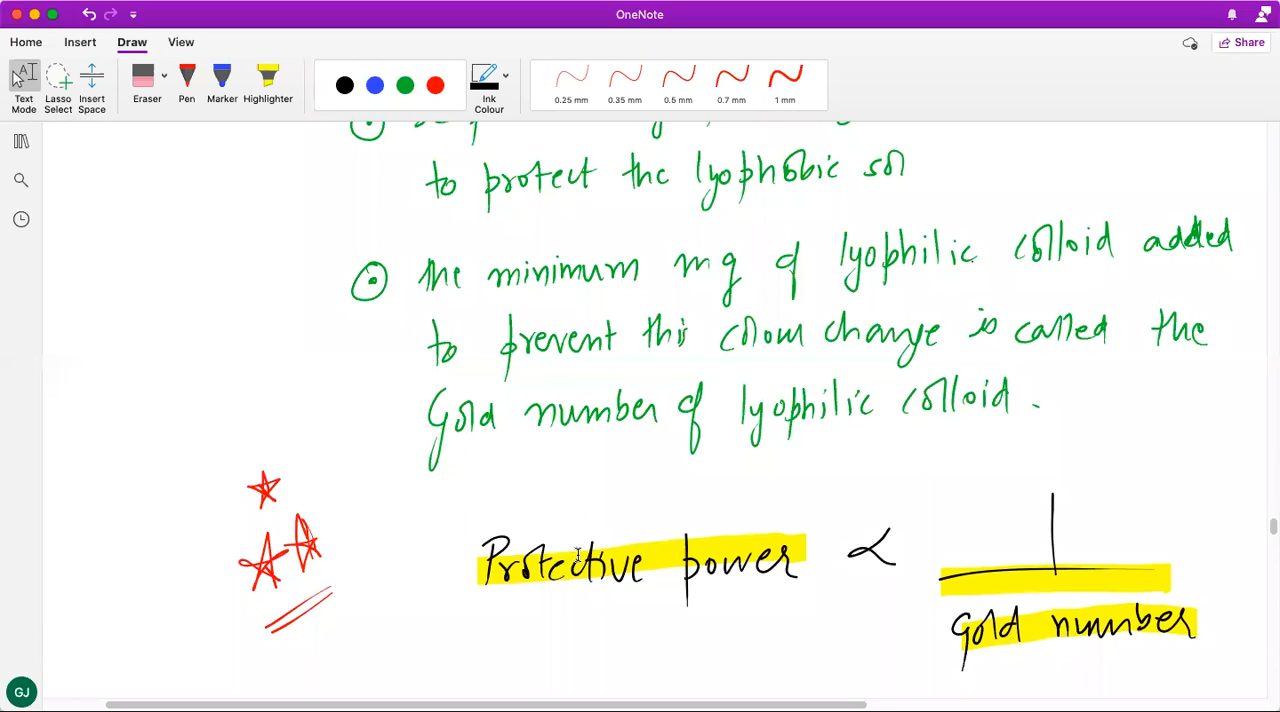 OneNote
Home Insert Draw View
Share
Text Mode
Lasso Select
Insert Space
Eraser
Pen
Marker
Highlighter
Ink Colour
0.25 mm 0.35 mm 0.5 mm 0.7 mm 1 mm
to protect the lyophobic sol
the minimum mg of lyophilic colloid added
to prevent this colour change is called the
Gold number of lyophilic colloid.
Protective power ∝ 1
Gold number
GJ